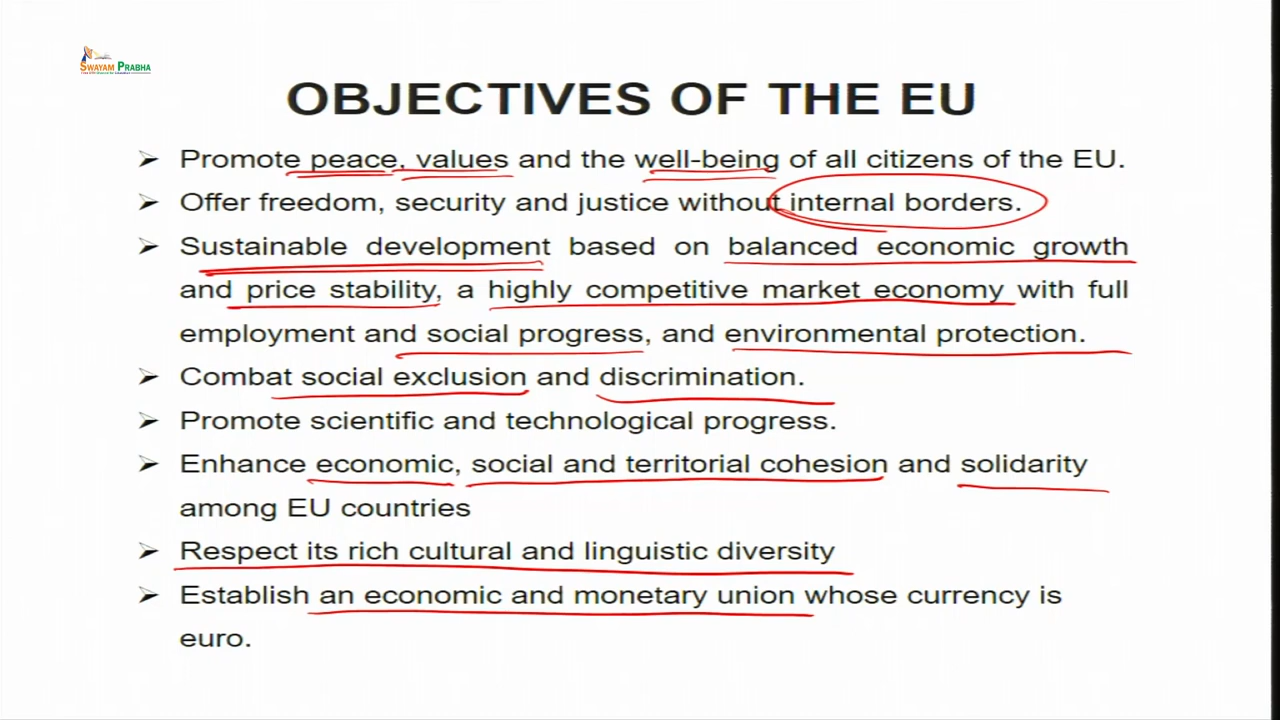 SWAYAM PRABHA
OBJECTIVES OF THE EU
➢ Promote peace, values and the well-being of all citizens of the EU.
➢ Offer freedom, security and justice without internal borders.
➢ Sustainable development based on balanced economic growth
and price stability, a highly competitive market economy with full
employment and social progress, and environmental protection.
➢ Combat social exclusion and discrimination.
➢ Promote scientific and technological progress.
➢ Enhance economic, social and territorial cohesion and solidarity
among EU countries
➢ Respect its rich cultural and linguistic diversity
➢ Establish an economic and monetary union whose currency is
euro.